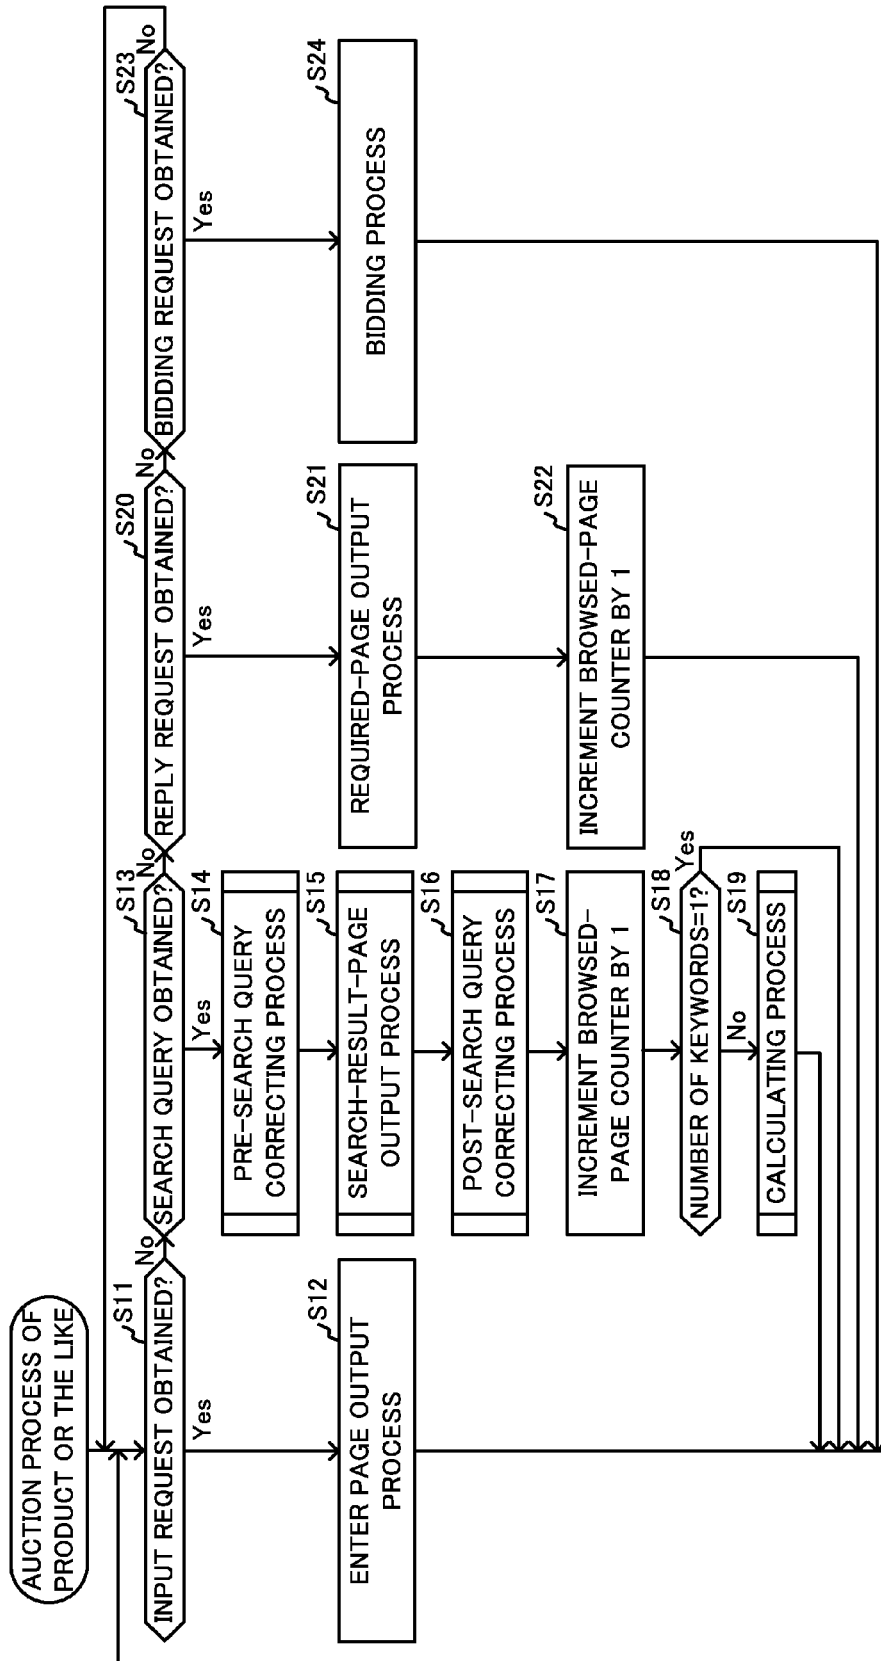 AUCTION PROCESS OF
PRODUCT OR THE LIKE
S11
INPUT REQUEST OBTAINED?
No
Yes
S12
ENTER PAGE OUTPUT
PROCESS
S13
SEARCH QUERY OBTAINED?
No
Yes
S14
PRE-SEARCH QUERY
CORRECTING PROCESS
S15
SEARCH-RESULT-PAGE
OUTPUT PROCESS
S16
POST-SEARCH QUERY
CORRECTING PROCESS
S17
INCREMENT BROWSED-
PAGE COUNTER BY 1
S18
NUMBER OF KEYWORDS=1?
Yes
No
S19
CALCULATING PROCESS
S20
REPLY REQUEST OBTAINED?
No
Yes
S21
REQUIRED-PAGE OUTPUT
PROCESS
S22
INCREMENT BROWSED-PAGE
COUNTER BY 1
S23
BIDDING REQUEST OBTAINED?
No
Yes
S24
BIDDING PROCESS